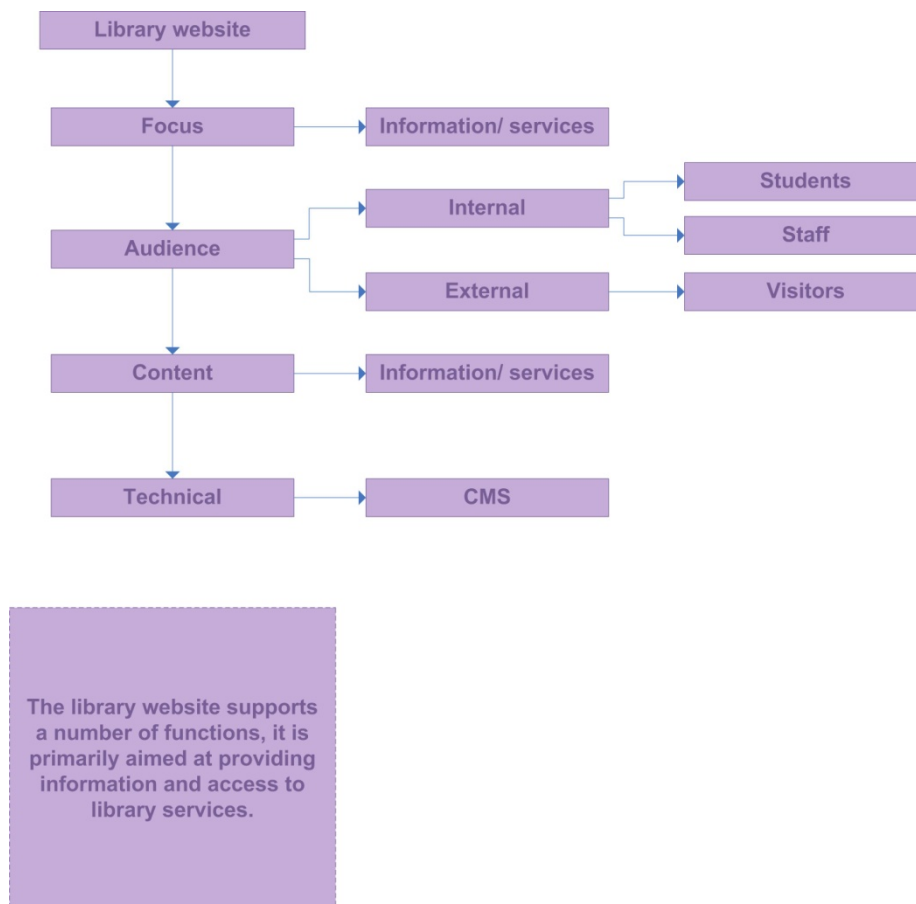 Library website
Focus
Information/ services
Students
Internal
Staff
Audience
External
Visitors
Content
Information/ services
Technical
CMS
The library website supports
a number of functions, it is
primarily aimed at providing
information and access to
library services.